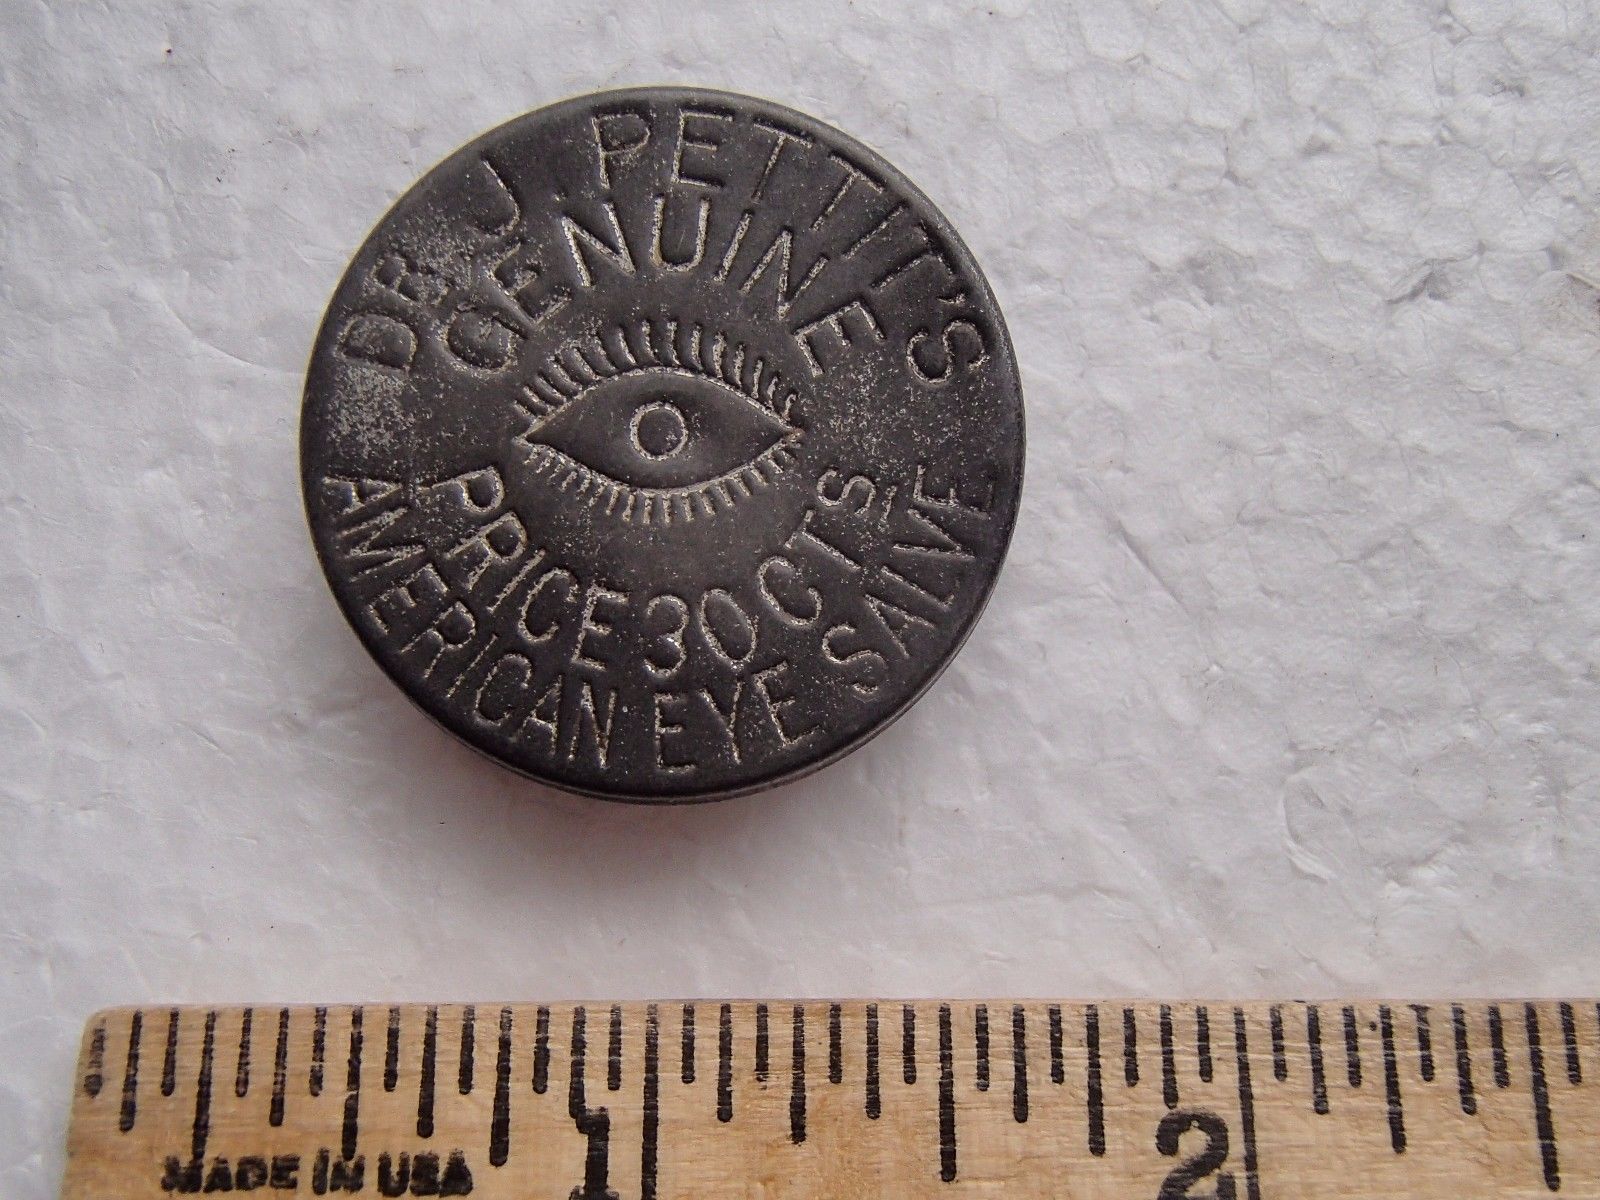 DR. J. PETTIT'S
GENUINE
PRICE 30 CTS
AMERICAN EYE SALVE
1
2
MADE IN USA